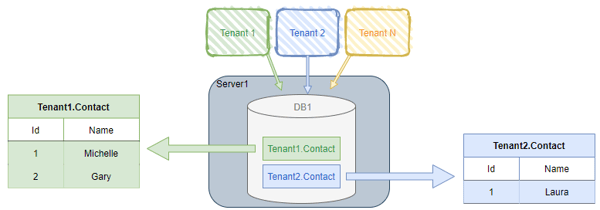 Tenant 1
Tenant 2
Tenant N
Server1
DB1
Tenant1.Contact
Tenant2.Contact
Tenant1.Contact
Id Name
1 Michelle
2 Gary
Tenant2.Contact
Id Name
1 Laura